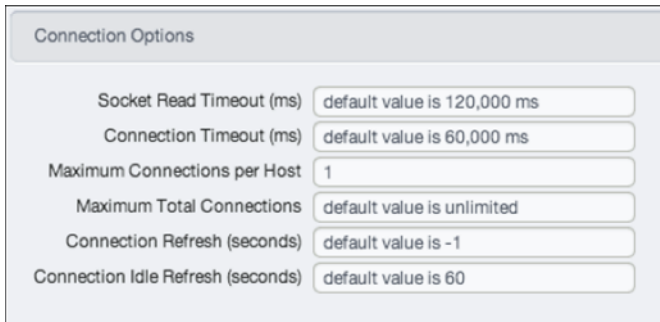 Connection Options
Socket Read Timeout (ms) default value is 120,000 ms
Connection Timeout (ms) default value is 60,000 ms
Maximum Connections per Host 1
Maximum Total Connections default value is unlimited
Connection Refresh (seconds) default value is -1
Connection Idle Refresh (seconds) default value is 60